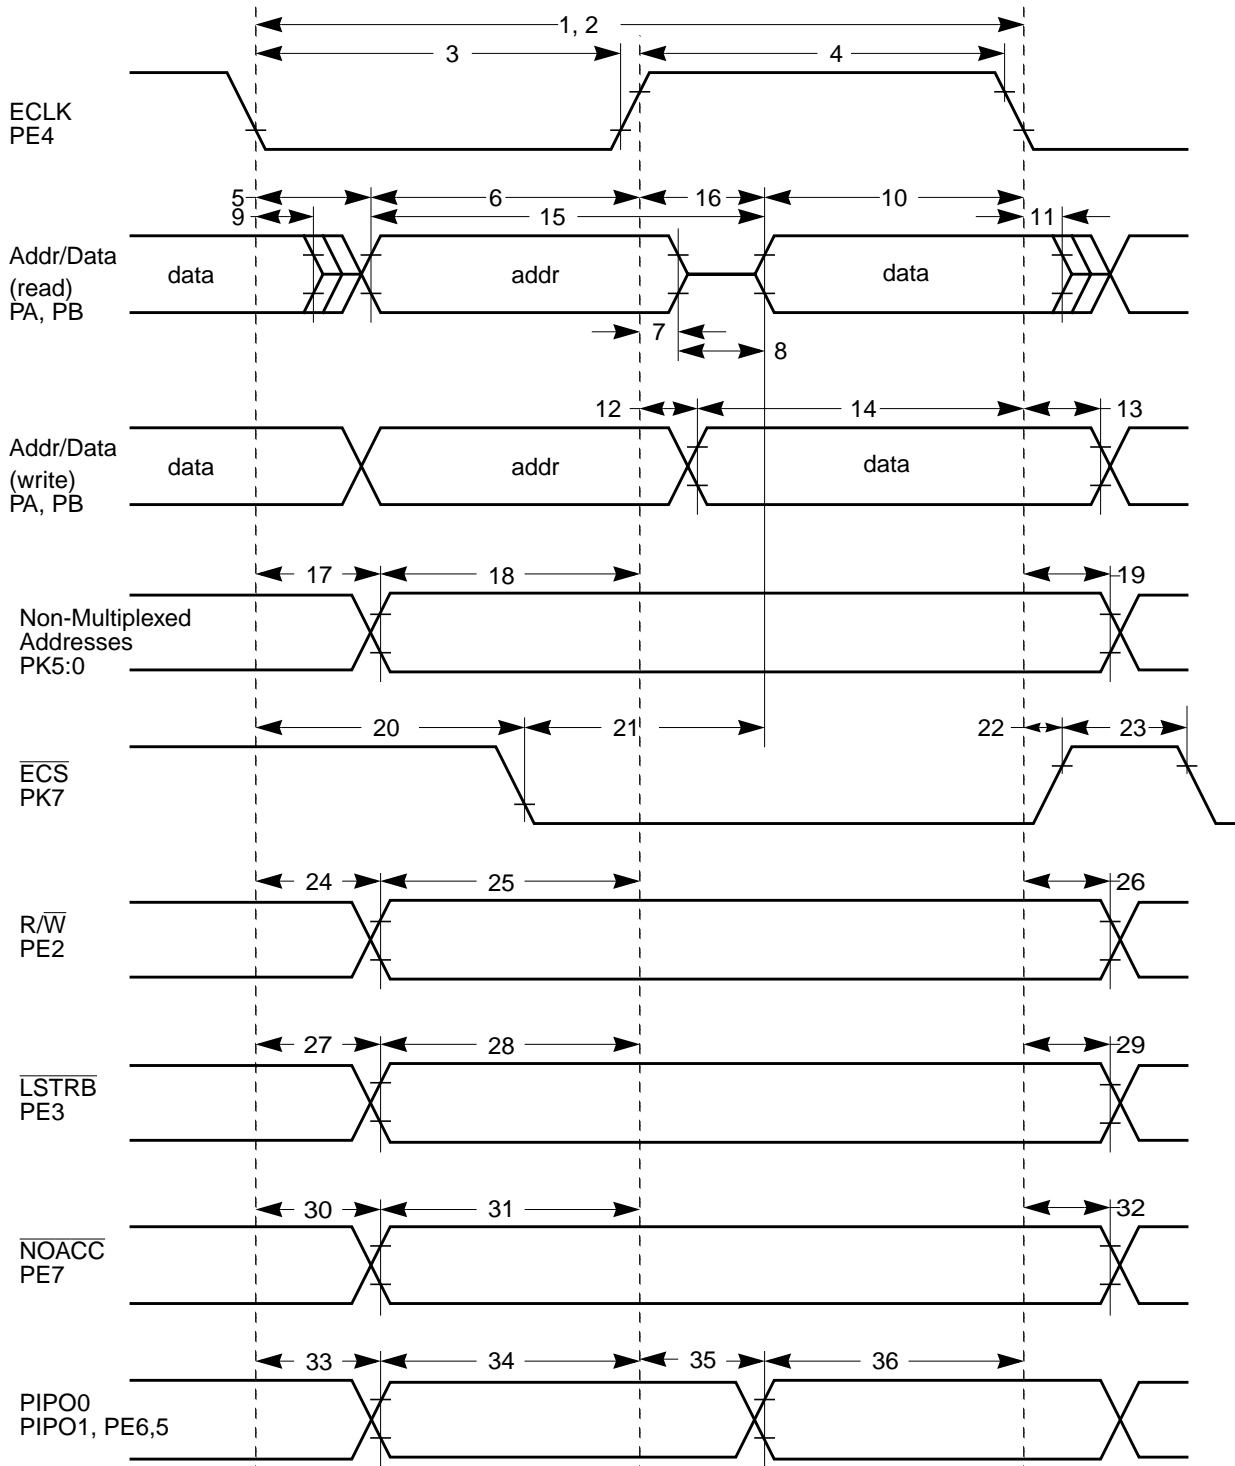 1, 2
3
4
ECLK
PE4
5
6
16
10
9
15
11
Addr/Data
(read)
PA, PB
data
addr
data
7
8
12
14
13
Addr/Data
(write)
PA, PB
data
addr
data
17
18
19
Non-Multiplexed
Addresses
PK5:0
20
21
22
23
ECS
PK7
24
25
26
R/W
PE2
27
28
29
LSTRB
PE3
30
31
32
NOACC
PE7
33
34
35
36
PIPO0
PIPO1, PE6,5